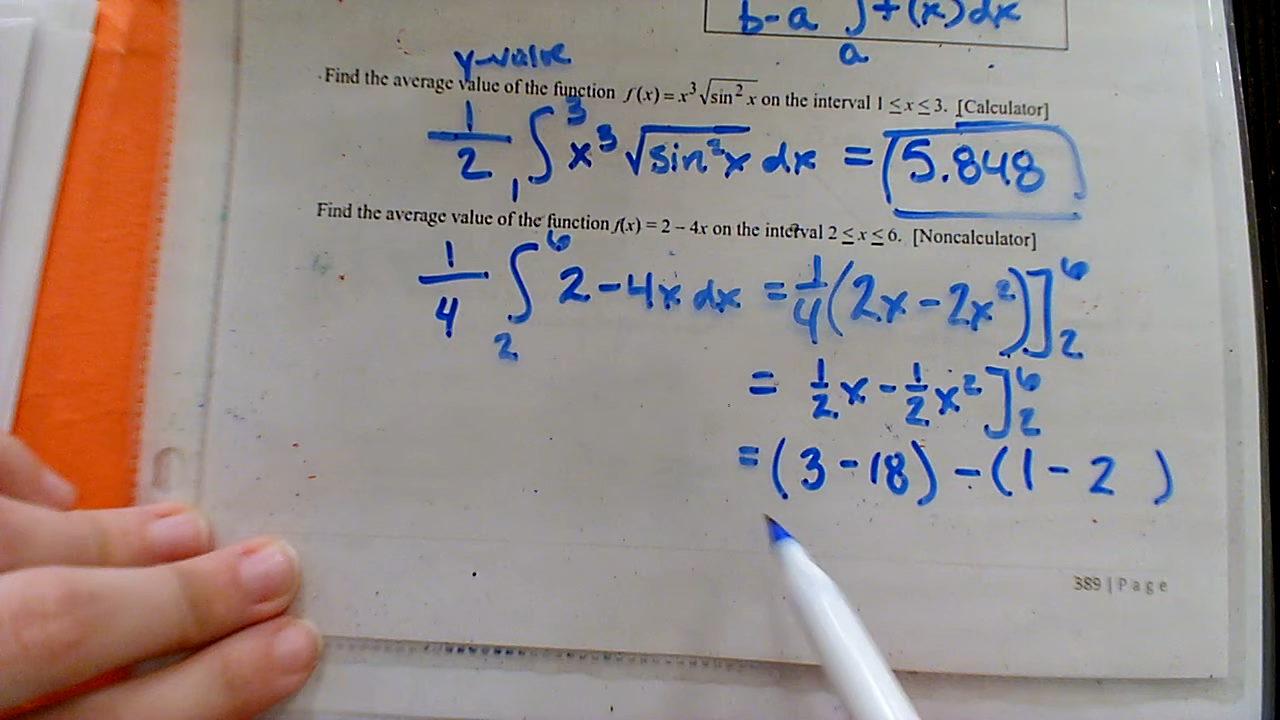 b-a ∫ f(x)dx
a
y-value
Find the average value of the function f(x) = x³√sin² x on the interval 1 ≤ x ≤ 3. [Calculator]
1/2 ∫₁³ x³ √sin²x dx = 5.848
Find the average value of the function f(x) = 2 – 4x on the interval 2 ≤ x ≤ 6. [Noncalculator]
1/4 ∫₂⁶ 2 - 4x dx = 1/4 (2x - 2x²)]₂⁶
= 1/2 x - 1/2 x² ]₂⁶
= (3 - 18) - (1 - 2 )
389 | Page